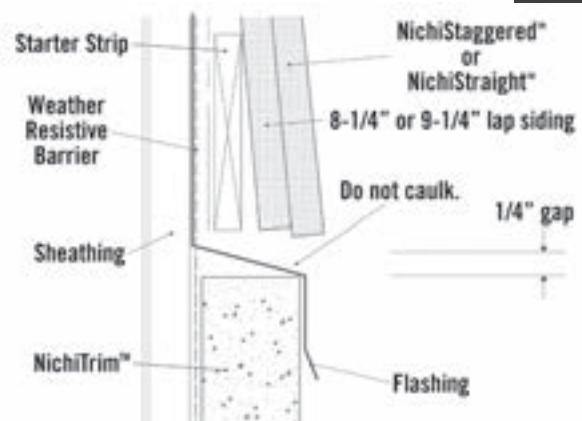 Starter Strip
NichiStaggered™
or
NichiStraight™
Weather
Resistive
Barrier
8-1/4” or 9-1/4” lap siding
Do not caulk.
1/4” gap
Sheathing
NichiTrim™
Flashing